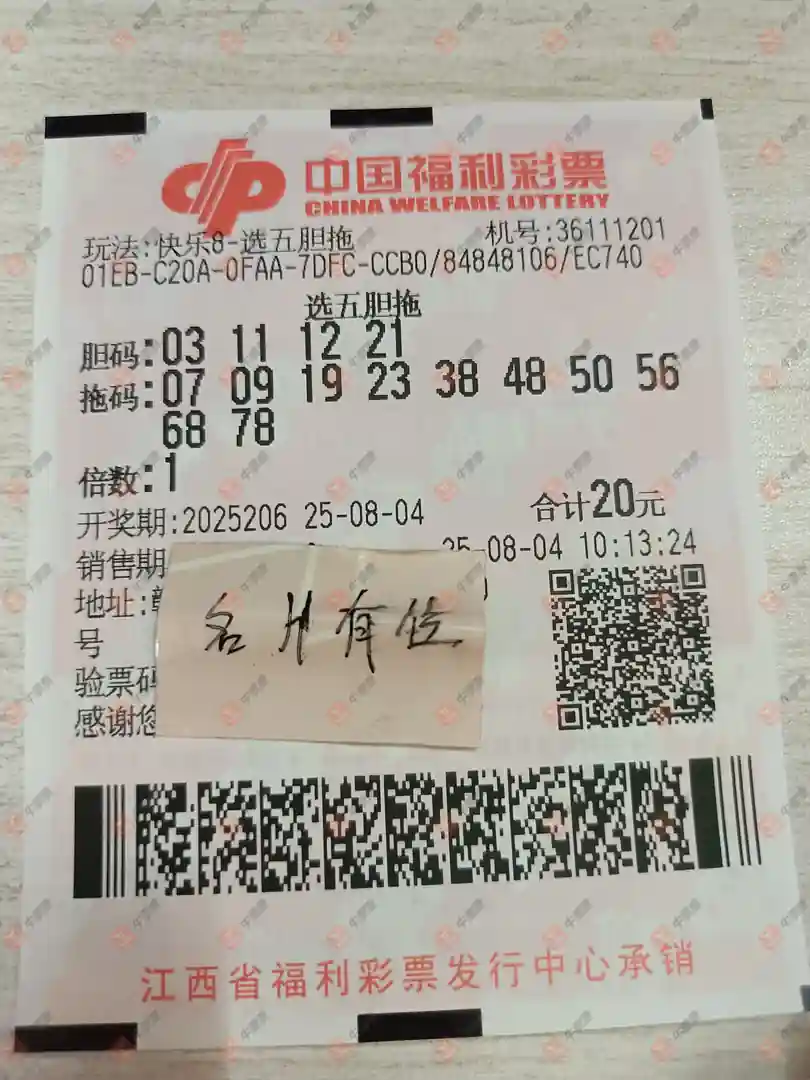 中国福利彩票
CHINA WELFARE LOTTERY
玩法:快乐8-选五胆拖 机号:36111201
01EB-C20A-0FAA-7DFC-CCB0/84848106/EC740
选五胆拖
胆码:03 11 12 21
拖码:07 09 19 23 38 48 50 56
68 78
倍数:1
合计20元
开奖期:2025206 25-08-04
销售期 25-08-04 10:13:24
地址:
号
验票码
感谢您
江西省福利彩票发行中心承销